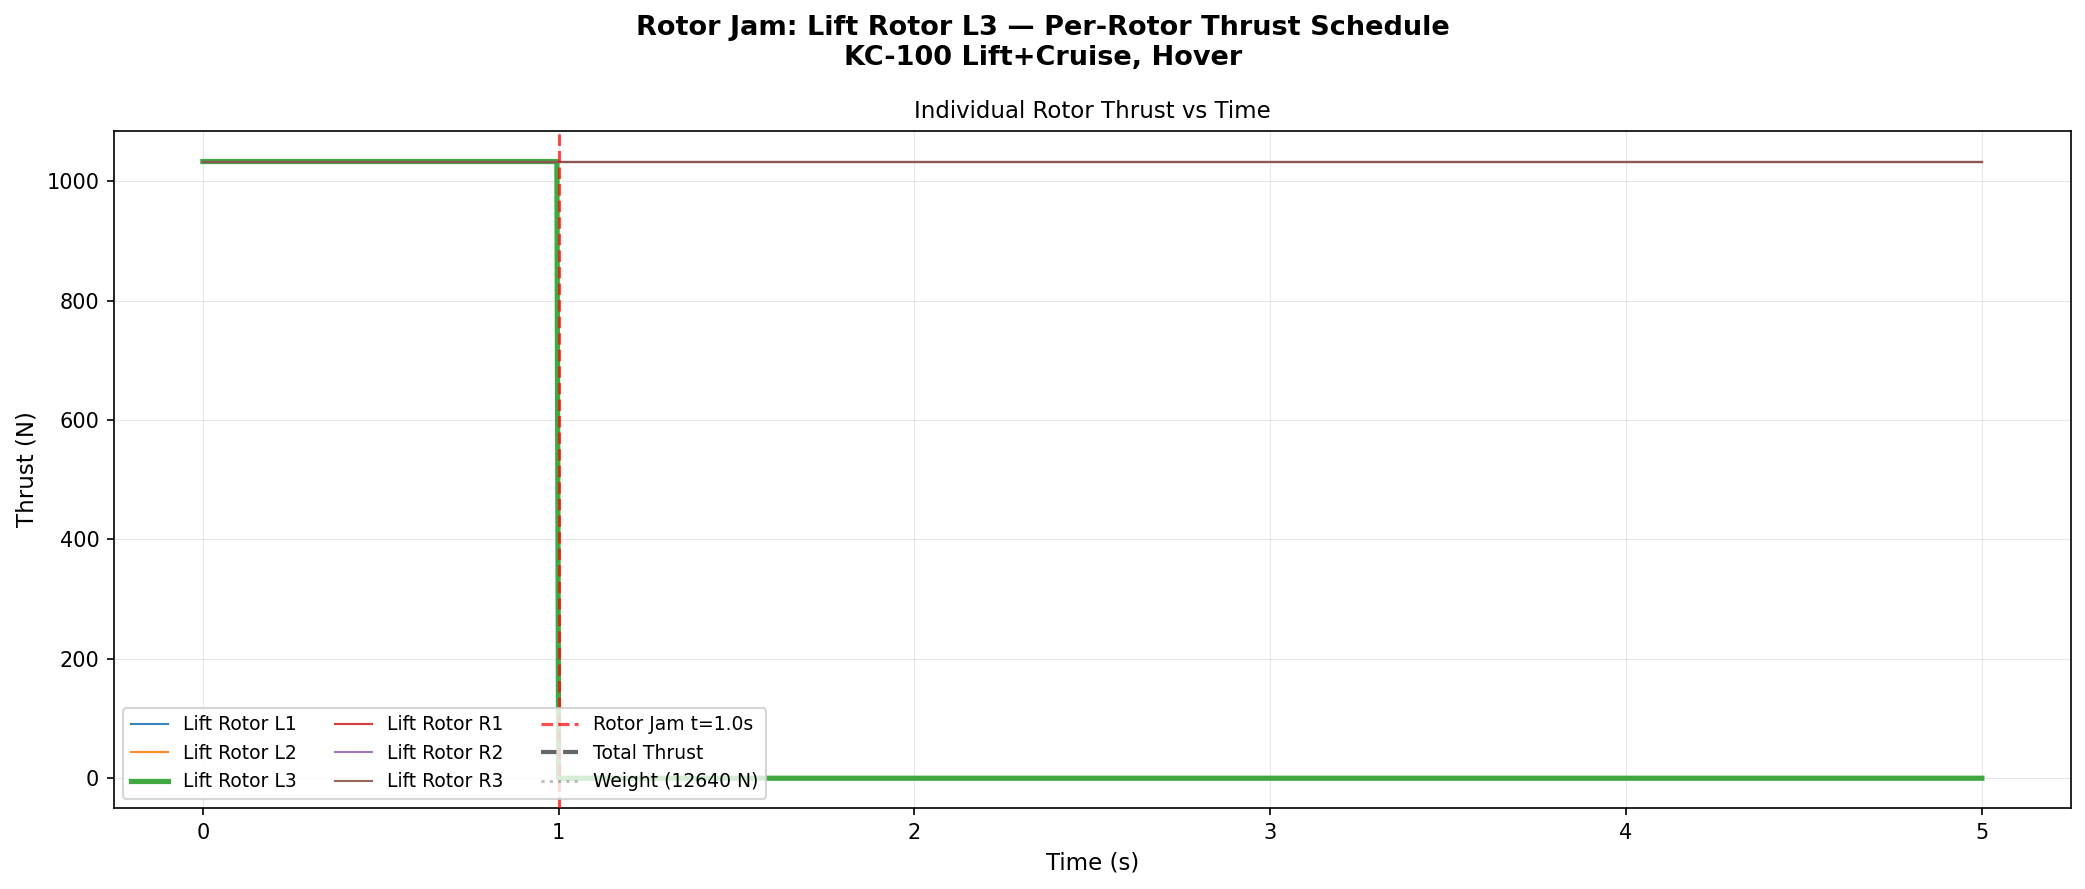 Rotor Jam: Lift Rotor L3 — Per-Rotor Thrust Schedule
KC-100 Lift+Cruise, Hover
Individual Rotor Thrust vs Time
Thrust (N)
1000
800
600
400
200
0
Lift Rotor L1
Lift Rotor L2
Lift Rotor L3
Lift Rotor R1
Lift Rotor R2
Lift Rotor R3
Rotor Jam t=1.0s
Total Thrust
Weight (12640 N)
0 1 2 3 4 5
Time (s)